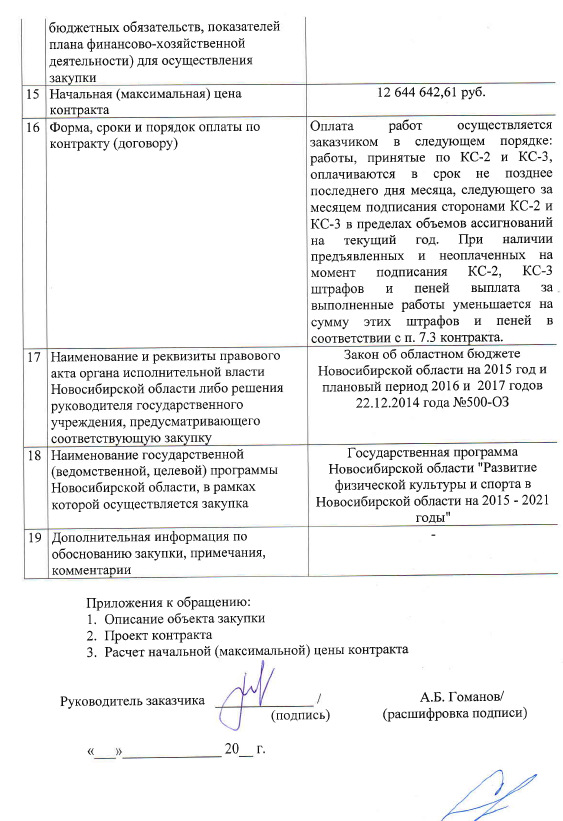 бюджетных обязательств, показателей
плана финансово-хозяйственной
деятельности) для осуществления
закупки
15 Начальная (максимальная) цена
контракта
12 644 642,61 руб.
16 Форма, сроки и порядок оплаты по
контракту (договору)
Оплата работ осуществляется
заказчиком в следующем порядке:
работы, принятые по КС-2 и КС-3,
оплачиваются в срок не позднее
последнего дня месяца, следующего за
месяцем подписания сторонами КС-2 и
КС-3 в пределах объемов ассигнований
на текущий год. При наличии
предъявленных и неоплаченных на
момент подписания КС-2, КС-3
штрафов и пеней выплата за
выполненные работы уменьшается на
сумму этих штрафов и пеней в
соответствии с п. 7.3 контракта.
17 Наименование и реквизиты правового
акта органа исполнительной власти
Новосибирской области либо решения
руководителя государственного
учреждения, предусматривающего
соответствующую закупку
Закон об областном бюджете
Новосибирской области на 2015 год и
плановый период 2016 и 2017 годов
22.12.2014 года №500-ОЗ
18 Наименование государственной
(ведомственной, целевой) программы
Новосибирской области, в рамках
которой осуществляется закупка
Государственная программа
Новосибирской области "Развитие
физической культуры и спорта в
Новосибирской области на 2015 - 2021
годы"
19 Дополнительная информация по
обоснованию закупки, примечания,
комментарии
-
Приложения к обращению:
1. Описание объекта закупки
2. Проект контракта
3. Расчет начальной (максимальной) цены контракта
Руководитель заказчика ______________ / А.Б. Гоманов/
(подпись) (расшифровка подписи)
«___»_______________ 20__ г.